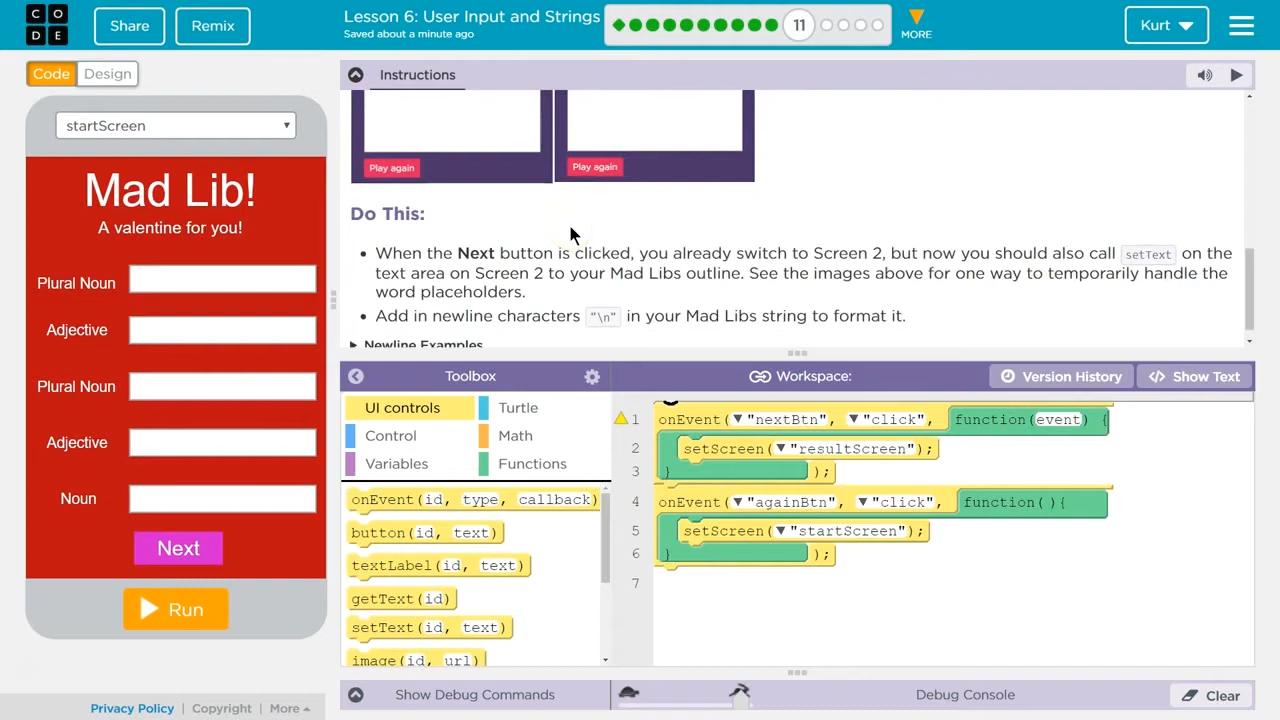 C O
D E
Share
Remix
Lesson 6: User Input and Strings
Saved about a minute ago
11
MORE
Kurt
Code
Design
Instructions
startScreen
Mad Lib!
A valentine for you!
Plural Noun
Adjective
Plural Noun
Adjective
Noun
Next
Run
Play again
Play again
Do This:
When the Next button is clicked, you already switch to Screen 2, but now you should also call setText on the
text area on Screen 2 to your Mad Libs outline. See the images above for one way to temporarily handle the
word placeholders.
Add in newline characters "\n" in your Mad Libs string to format it.
Newline Examples
Toolbox
Workspace:
Version History
Show Text
UI controls
Turtle
Control
Math
Variables
Functions
onEvent(id, type, callback)
button(id, text)
textLabel(id, text)
getText(id)
setText(id, text)
image(id, url)
1 onEvent(▼"nextBtn", ▼"click", function(event) {
2 setScreen(▼"resultScreen");
3 } );
4 onEvent(▼"againBtn", ▼"click", function( ){
5 setScreen(▼"startScreen");
6 } );
7
Show Debug Commands
Debug Console
Clear
Privacy Policy | Copyright | More